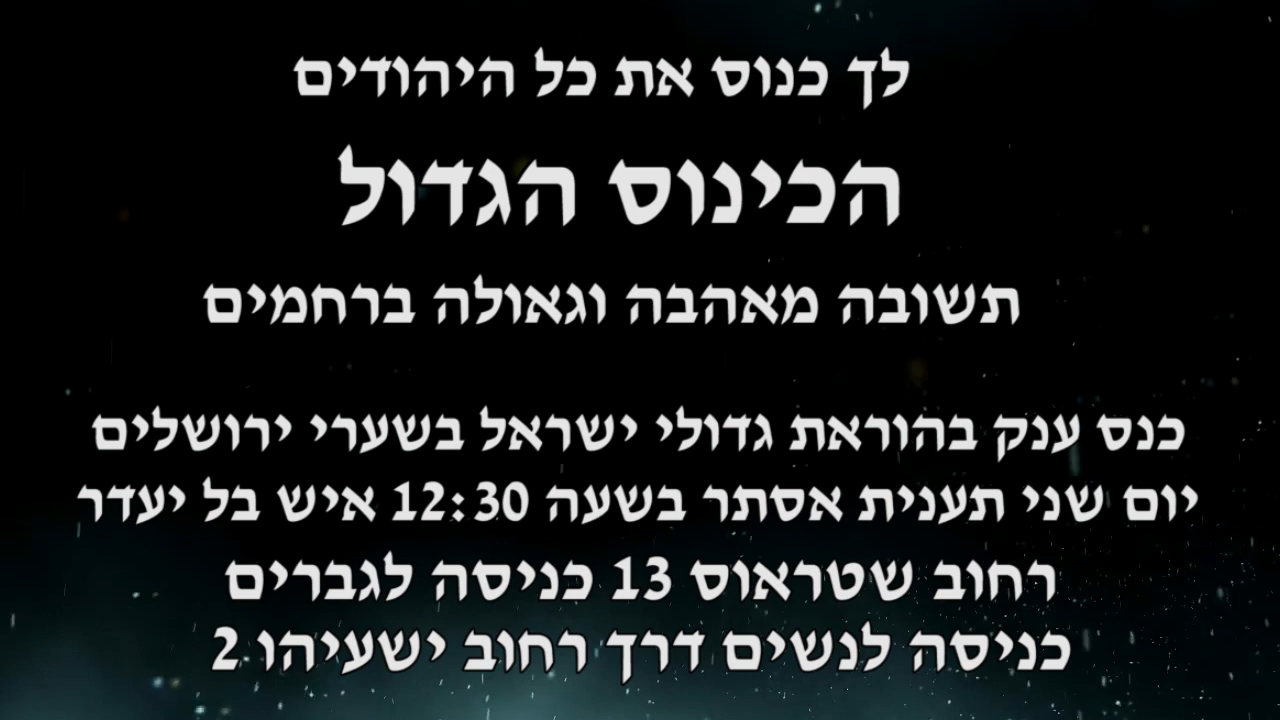 לך כנוס את כל היהודים
הכינוס הגדול
תשובה מאהבה וגאולה ברחמים
כנס ענק בהוראת גדולי ישראל בשערי ירושלים
יום שני תענית אסתר בשעה 12:30 איש בל יעדר
רחוב שטראוס 13 כניסה לגברים
כניסה לנשים דרך רחוב ישעיהו 2